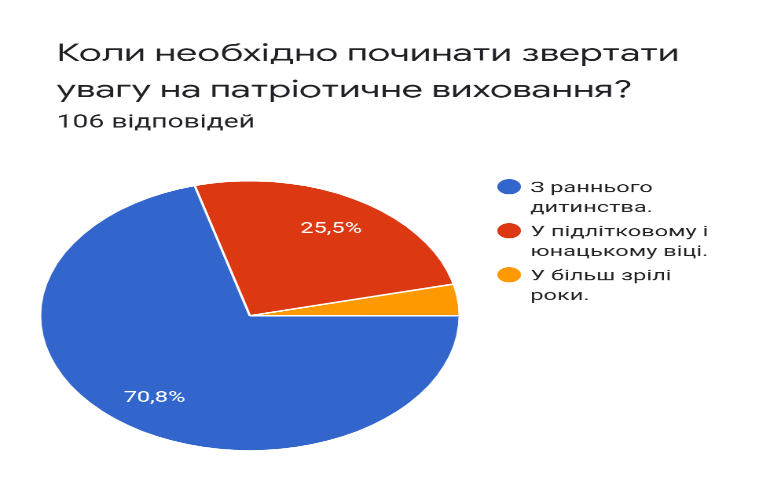 Коли необхідно починати звертати
увагу на патріотичне виховання?
106 відповідей
З раннього
дитинства.
У підлітковому і
юнацькому віці.
У більш зрілі
роки.
25,5%
70,8%